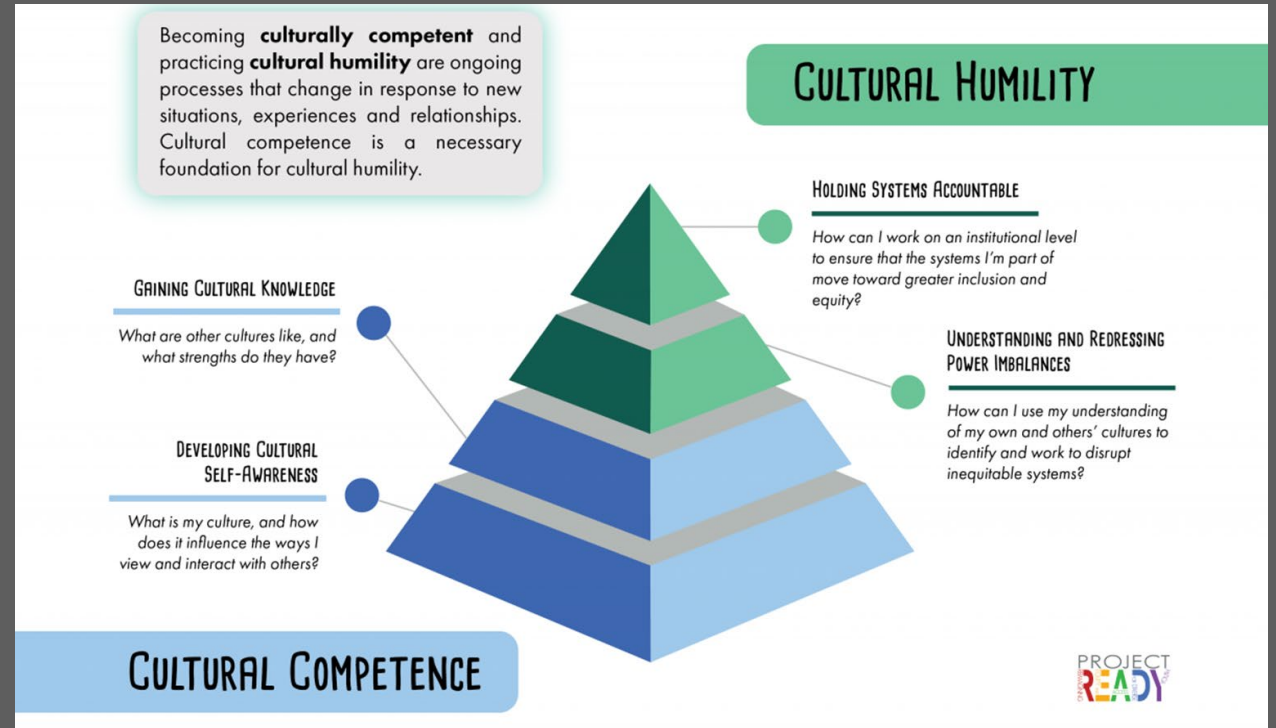 Becoming culturally competent and
practicing cultural humility are ongoing
processes that change in response to new
situations, experiences and relationships.
Cultural competence is a necessary
foundation for cultural humility.
CULTURAL HUMILITY
HOLDING SYSTEMS ACCOUNTABLE
How can I work on an institutional level
to ensure that the systems I'm part of
move toward greater inclusion and
equity?
GAINING CULTURAL KNOWLEDGE
What are other cultures like, and
what strengths do they have?
UNDERSTANDING AND REDRESSING
POWER IMBALANCES
How can I use my understanding
of my own and others' cultures to
identify and work to disrupt
inequitable systems?
DEVELOPING CULTURAL
SELF-AWARENESS
What is my culture, and how
does it influence the ways I
view and interact with others?
CULTURAL COMPETENCE
PROJECT
READY